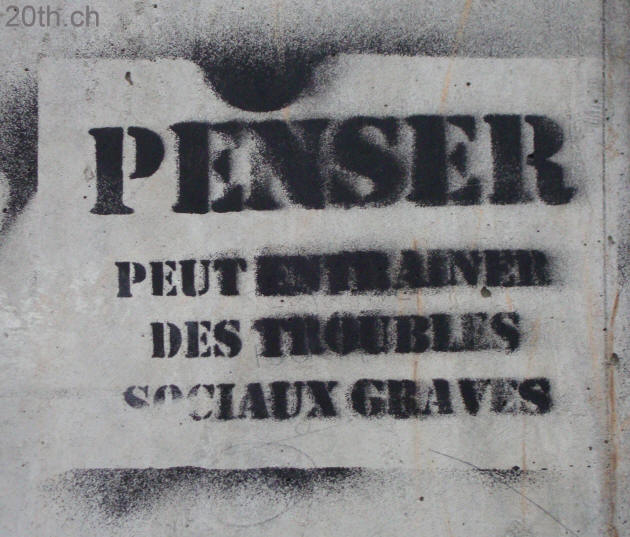 20th.ch
PENSER
PEUT ENTRAINER
DES TROUBLES
SOCIAUX GRAVES